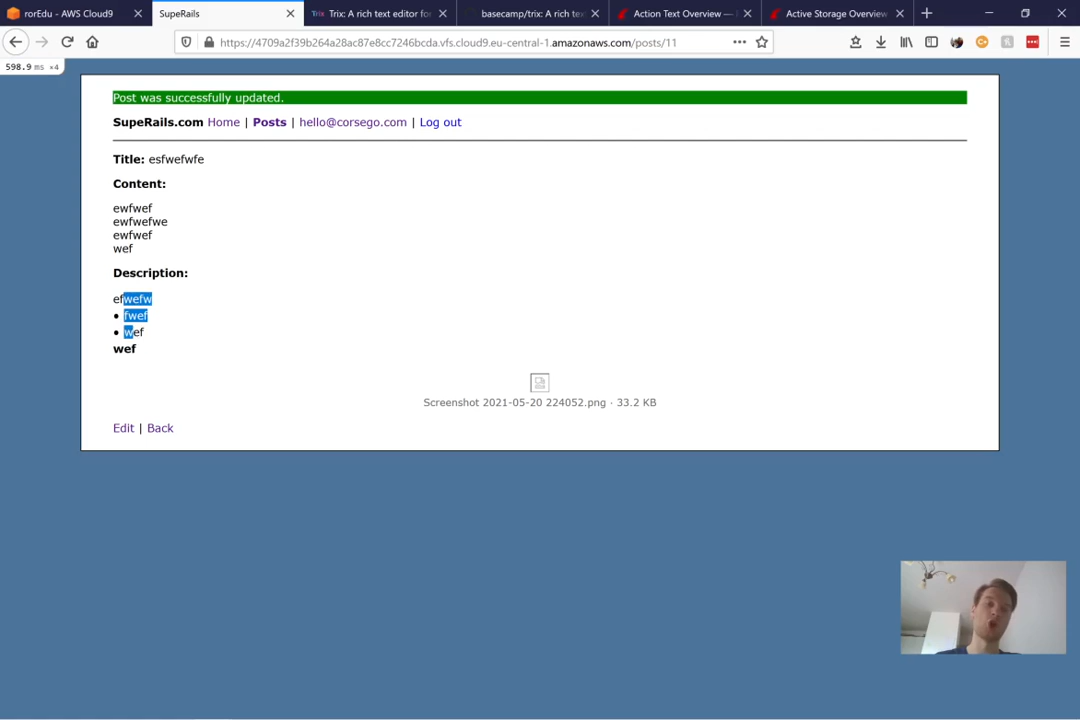 rorEdu - AWS Cloud9
SupeRails
Trix: A rich text editor for
basecamp/trix: A rich tex
Action Text Overview —
Active Storage Overview
https://4709a2f39b264a28ac87e8cc7246bcda.vfs.cloud9.eu-central-1.amazonaws.com/posts/11
598.9 ms ×4
Post was successfully updated.
SupeRails.com Home | Posts | hello@corsego.com | Log out
Title: esfwefwfe
Content:
ewfwef
ewfwefwe
ewfwef
wef
Description:
efwefw
• fwef
• wef
wef
Screenshot 2021-05-20 224052.png · 33.2 KB
Edit | Back